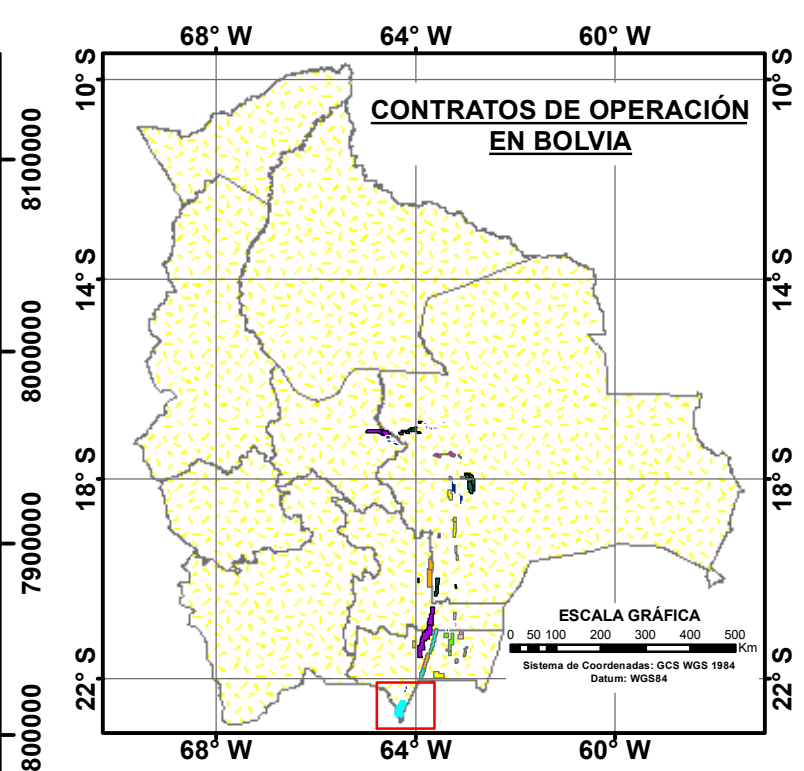 68° W 64° W 60° W
10° S
10° S
CONTRATOS DE OPERACIÓN
EN BOLVIA
8100000
14° S
14° S
8000000
18° S
18° S
7900000
ESCALA GRÁFICA
0 50 100 200 300 400 500
Km
Sistema de Coordenadas: GCS WGS 1984
Datum: WGS84
22° S
22° S
800000
68° W 64° W 60° W